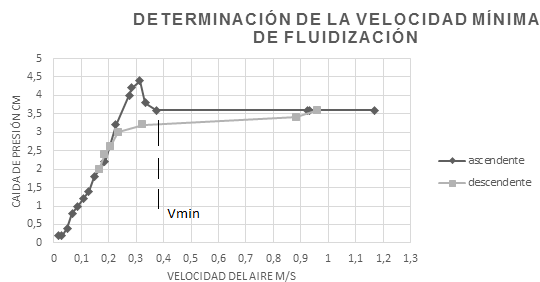 DETERMINACIÓN DE LA VELOCIDAD MÍNIMA
DE FLUIDIZACIÓN
CAIDA DE PRESIÓN CM
5
4,5
4
3,5
3
2,5
2
1,5
1
0,5
0
Vmin
0 0,1 0,2 0,3 0,4 0,5 0,6 0,7 0,8 0,9 1 1,1 1,2 1,3
VELOCIDAD DEL AIRE M/S
ascendente
descendente